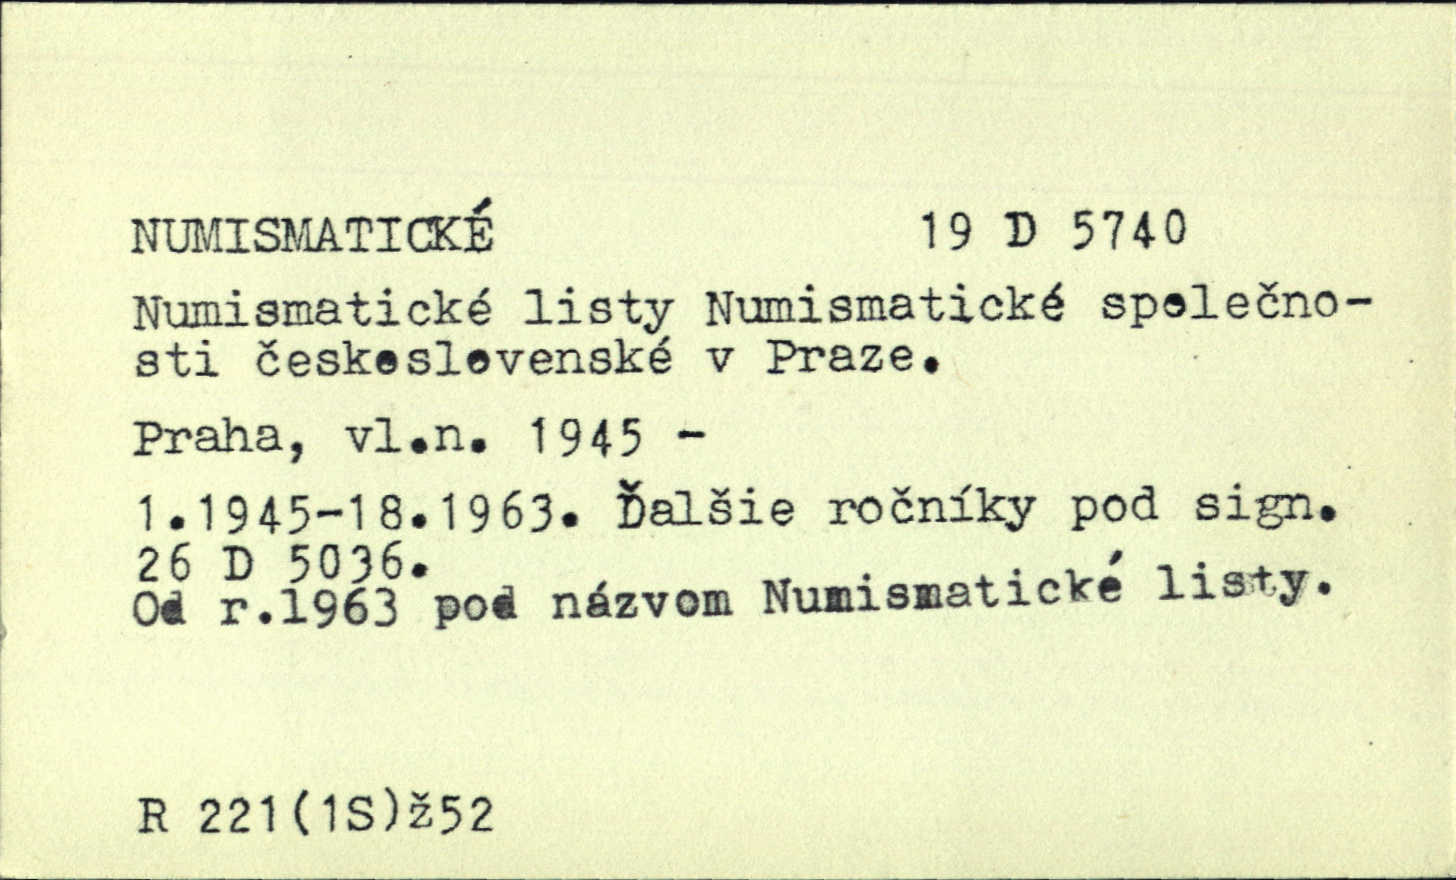 NUMISMATICKÉ 19 D 5740
Numismatické listy Numismatické společno-
sti československé v Praze.
Praha, vl.n. 1945 -
1.1945-18.1963. Ďalšie ročníky pod sign.
26 D 5036.
Od r.1963 pod názvom Numismatické listy.
R 221(1S)ž52